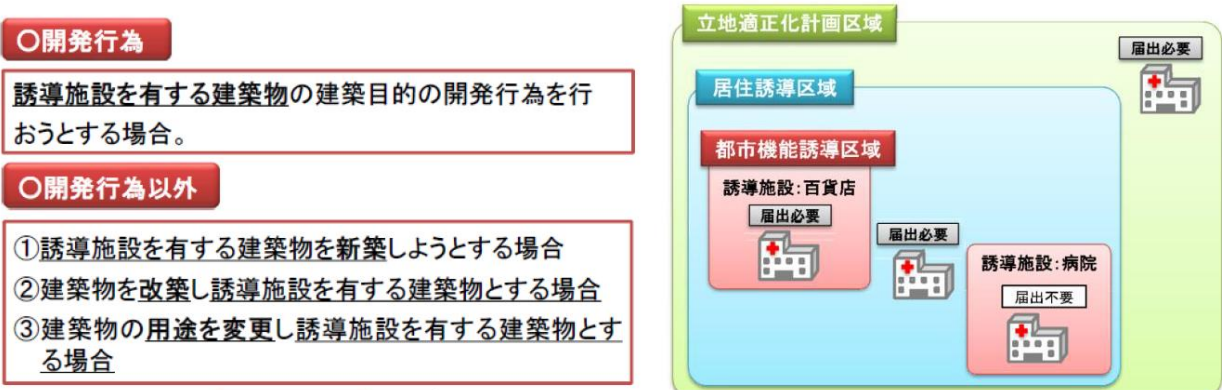 〇開発行為
誘導施設を有する建築物の建築目的の開発行為を行
おうとする場合。
〇開発行為以外
①誘導施設を有する建築物を新築しようとする場合
②建築物を改築し誘導施設を有する建築物とする場合
③建築物の用途を変更し誘導施設を有する建築物とす
る場合
立地適正化計画区域
届出必要
居住誘導区域
都市機能誘導区域
誘導施設:百貨店
届出必要
届出必要
誘導施設:病院
届出不要